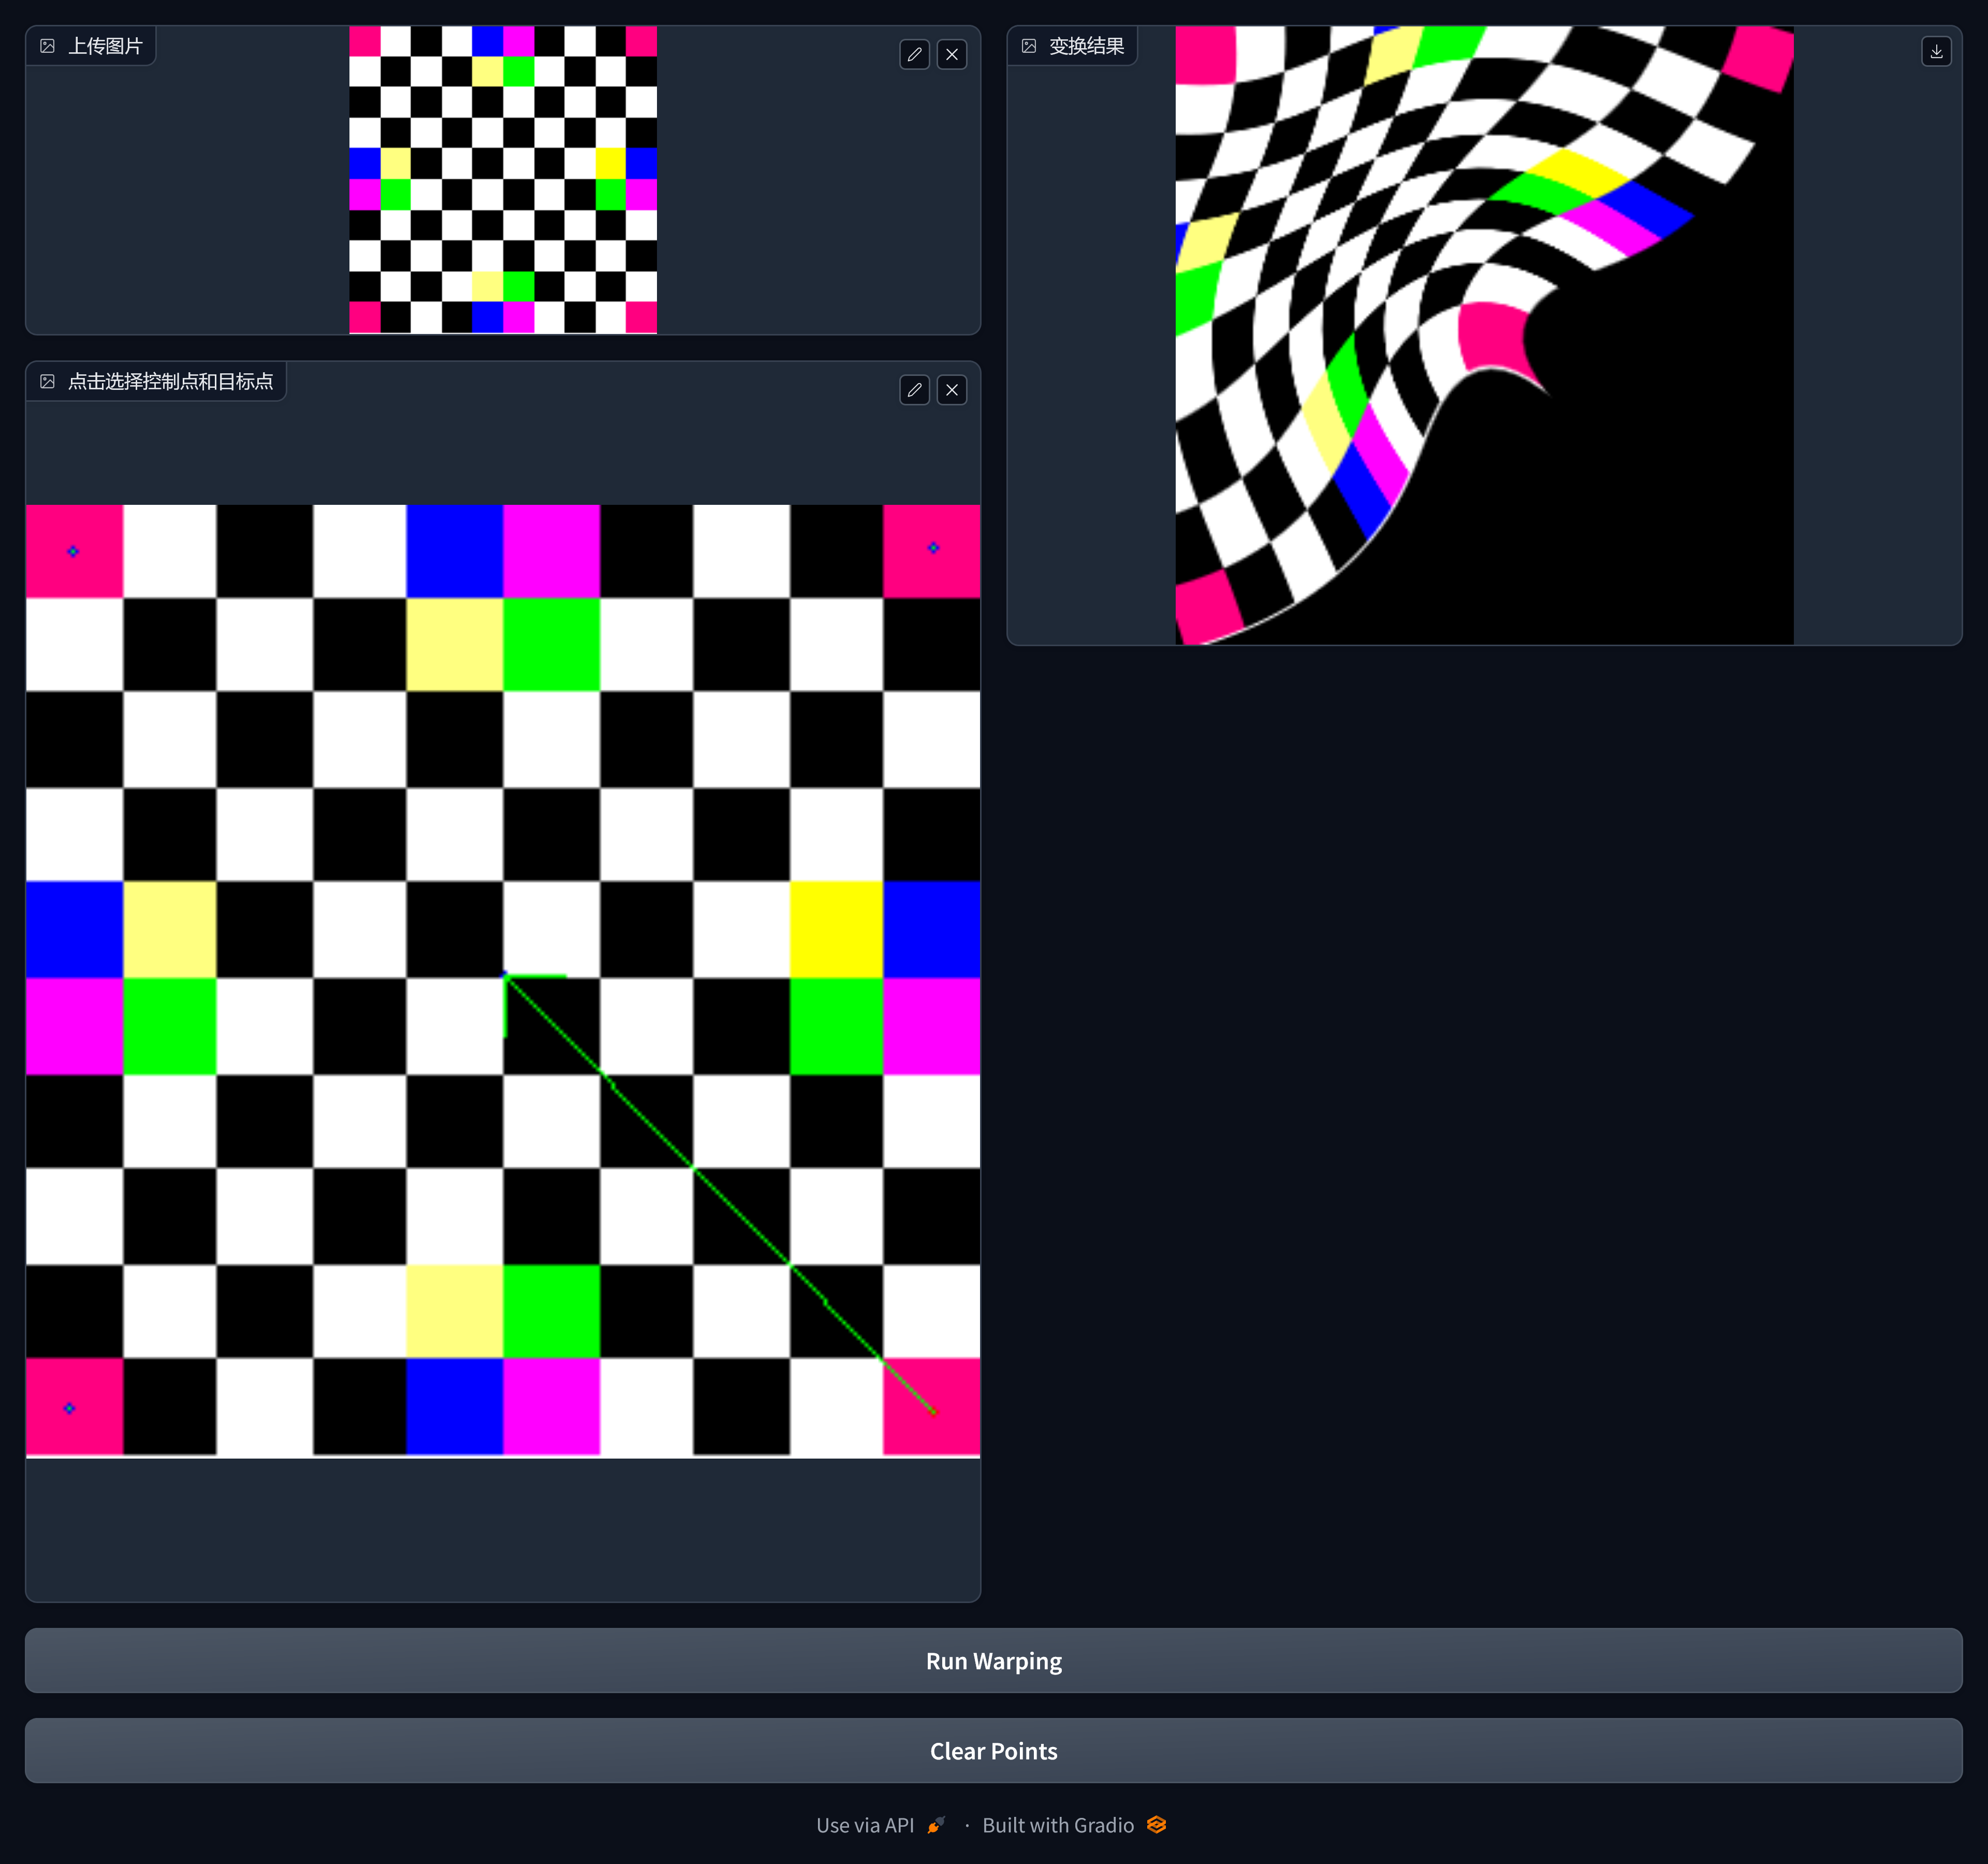 上传图片
变换结果
点击选择控制点和目标点
Run Warping
Clear Points
Use via API · Built with Gradio